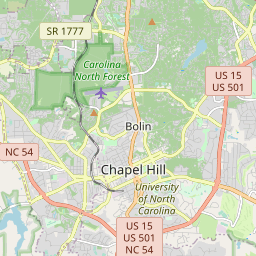 SR 1777
Carolina
North Forest
US 15
US 501
Bolin
NC 54
Chapel Hill
University of
North
Carolina
US 15
US 501
NC 54